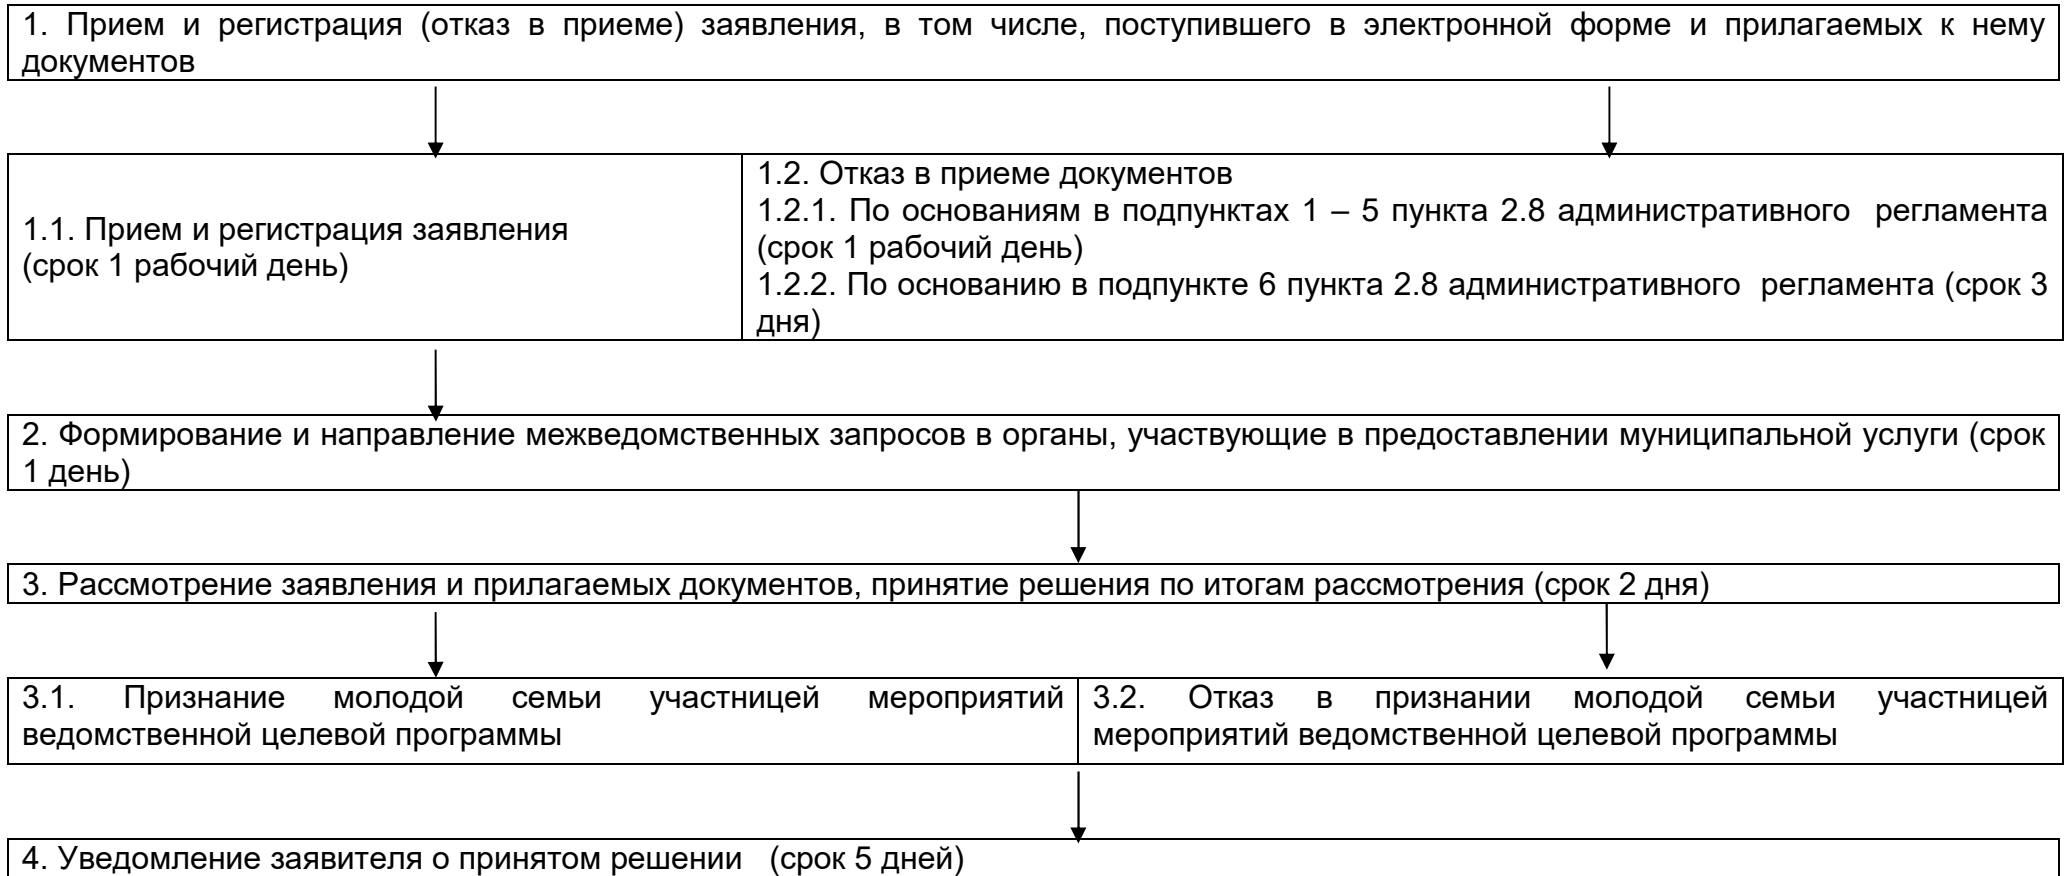 1. Прием и регистрация (отказ в приеме) заявления, в том числе, поступившего в электронной форме и прилагаемых к нему
документов
1.1. Прием и регистрация заявления
(срок 1 рабочий день)
1.2. Отказ в приеме документов
1.2.1. По основаниям в подпунктах 1 – 5 пункта 2.8 административного регламента
(срок 1 рабочий день)
1.2.2. По основанию в подпункте 6 пункта 2.8 административного регламента (срок 3
дня)
2. Формирование и направление межведомственных запросов в органы, участвующие в предоставлении муниципальной услуги (срок
1 день)
3. Рассмотрение заявления и прилагаемых документов, принятие решения по итогам рассмотрения (срок 2 дня)
3.1. Признание молодой семьи участницей мероприятий
ведомственной целевой программы
3.2. Отказ в признании молодой семьи участницей
мероприятий ведомственной целевой программы
4. Уведомление заявителя о принятом решении (срок 5 дней)